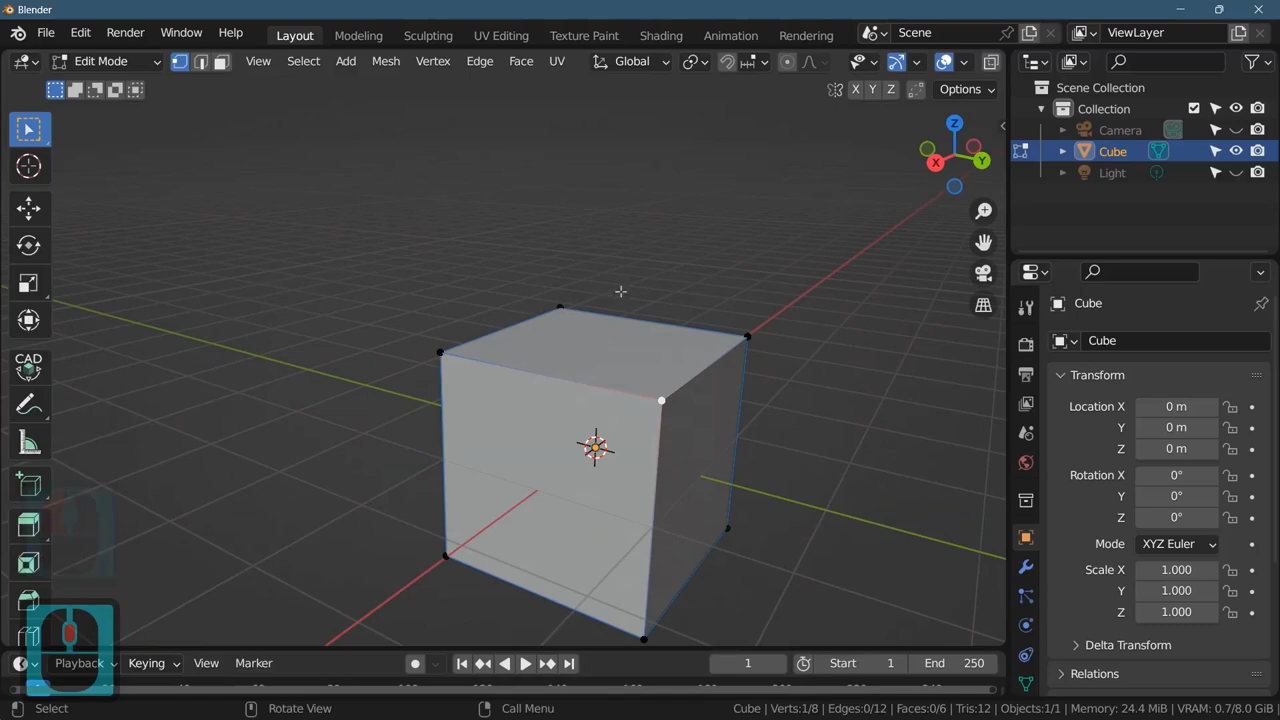 Blender
File Edit Render Window Help Layout Modeling Sculpting UV Editing Texture Paint Shading Animation Rendering Scene ViewLayer
Edit Mode View Select Add Mesh Vertex Edge Face UV Global
X Y Z Options
Scene Collection
Collection
Camera
Cube
Light
Z
X Y
CAD
Cube
Cube
Transform
Location X 0 m
Y 0 m
Z 0 m
Rotation X 0°
Y 0°
Z 0°
Mode XYZ Euler
Scale X 1.000
Y 1.000
Z 1.000
Delta Transform
Relations
Playback Keying View Marker 1 Start 1 End 250
Select Rotate View Call Menu Cube | Verts:1/8 | Edges:0/12 | Faces:0/6 | Tris:12 | Objects:1/1 | Memory: 24.4 MiB | VRAM: 0.7/8.0 GiB